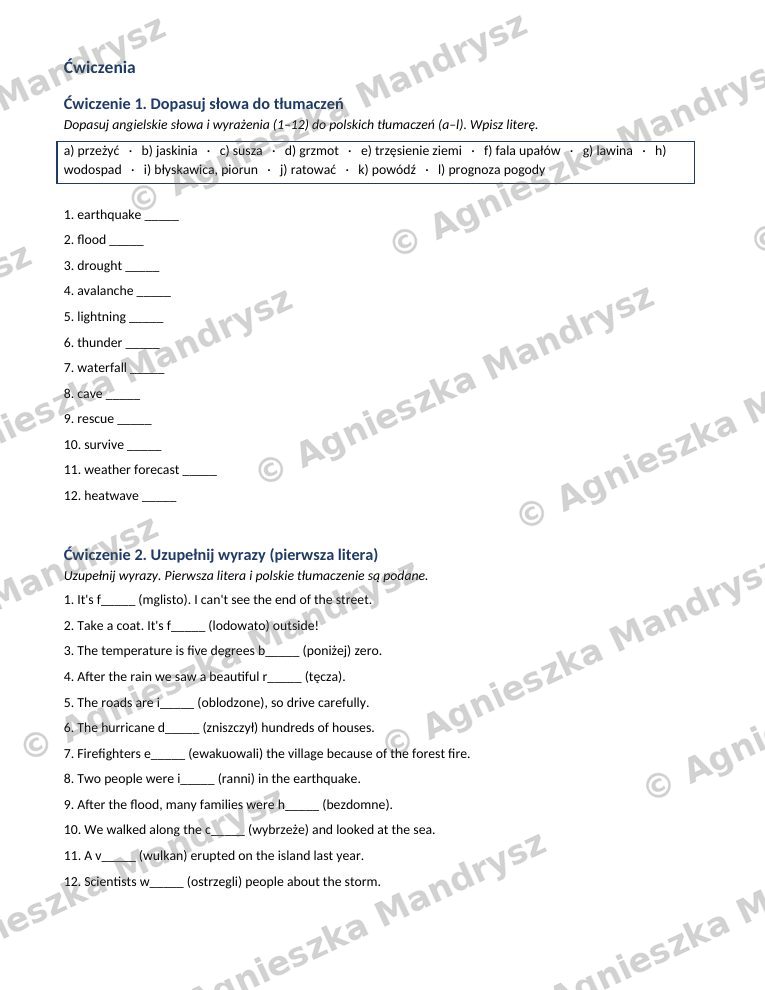 Ćwiczenia
Ćwiczenie 1. Dopasuj słowa do tłumaczeń
Dopasuj angielskie słowa i wyrażenia (1–12) do polskich tłumaczeń (a–l). Wpisz literę.
a) przeżyć · b) jaskinia · c) susza · d) grzmot · e) trzęsienie ziemi · f) fala upałów · g) lawina · h)
wodospad · i) błyskawica, piorun · j) ratować · k) powódź · l) prognoza pogody
1. earthquake _____
2. flood _____
3. drought _____
4. avalanche _____
5. lightning _____
6. thunder _____
7. waterfall _____
8. cave _____
9. rescue _____
10. survive _____
11. weather forecast _____
12. heatwave _____
Ćwiczenie 2. Uzupełnij wyrazy (pierwsza litera)
Uzupełnij wyrazy. Pierwsza litera i polskie tłumaczenie są podane.
1. It's f_____ (mglisto). I can't see the end of the street.
2. Take a coat. It's f_____ (lodowato) outside!
3. The temperature is five degrees b_____ (poniżej) zero.
4. After the rain we saw a beautiful r_____ (tęcza).
5. The roads are i_____ (oblodzone), so drive carefully.
6. The hurricane d_____ (zniszczył) hundreds of houses.
7. Firefighters e_____ (ewakuowali) the village because of the forest fire.
8. Two people were i_____ (ranni) in the earthquake.
9. After the flood, many families were h_____ (bezdomne).
10. We walked along the c_____ (wybrzeże) and looked at the sea.
11. A v_____ (wulkan) erupted on the island last year.
12. Scientists w_____ (ostrzegli) people about the storm.
© Agnieszka Mandrysz